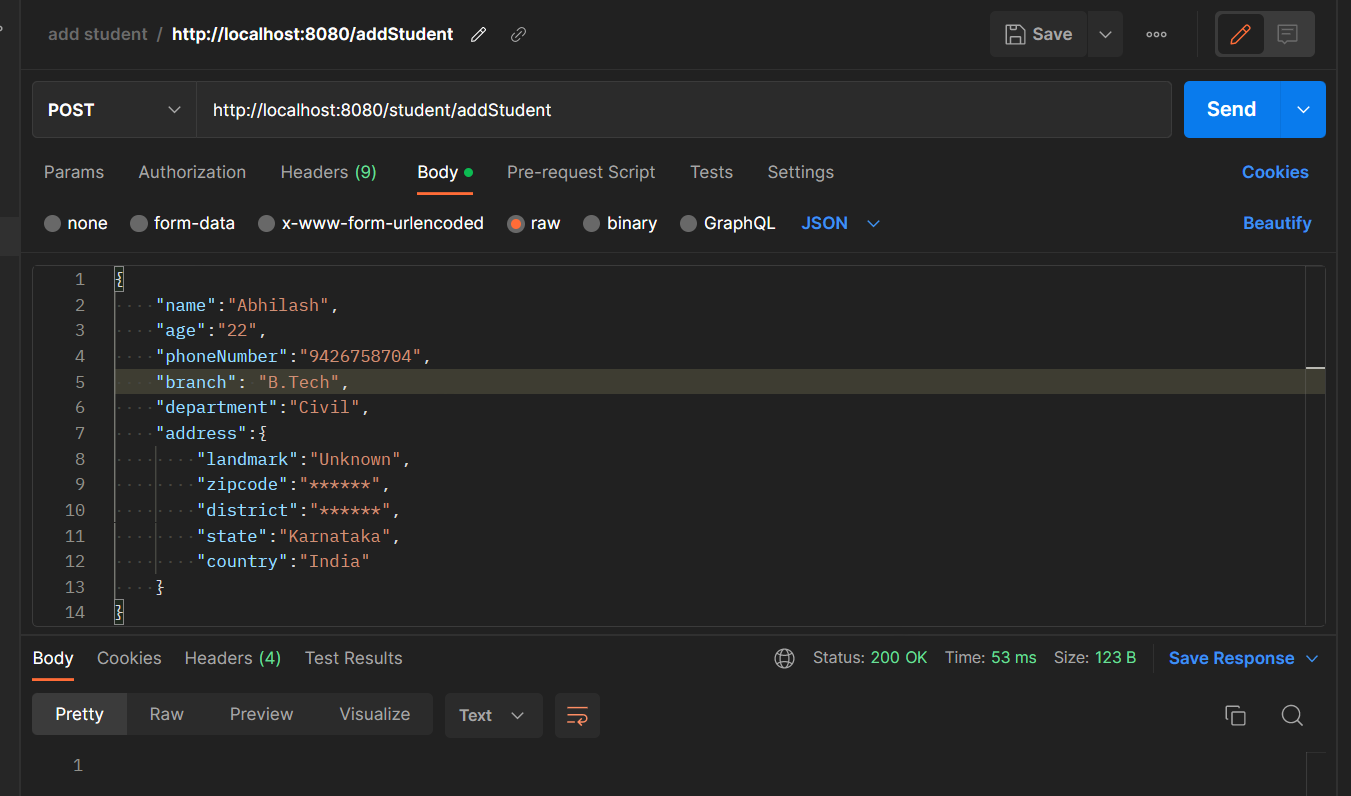 add student / http://localhost:8080/addStudent Save
POST http://localhost:8080/student/addStudent Send
Params Authorization Headers (9) Body Pre-request Script Tests Settings Cookies
none form-data x-www-form-urlencoded raw binary GraphQL JSON Beautify
1 {
2 "name":"Abhilash",
3 "age":"22",
4 "phoneNumber":"9426758704",
5 "branch": "B.Tech",
6 "department":"Civil",
7 "address":{
8 "landmark":"Unknown",
9 "zipcode":"******",
10 "district":"******",
11 "state":"Karnataka",
12 "country":"India"
13 }
14 }
Body Cookies Headers (4) Test Results Status: 200 OK Time: 53 ms Size: 123 B Save Response
Pretty Raw Preview Visualize Text
1